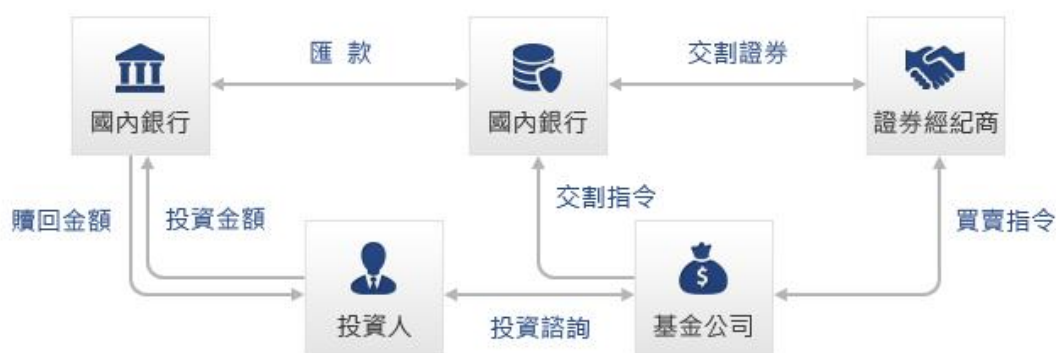 匯 款
交割證券
國內銀行
國內銀行
證券經紀商
贖回金額
投資金額
交割指令
買賣指令
$
投資人
投資諮詢
基金公司